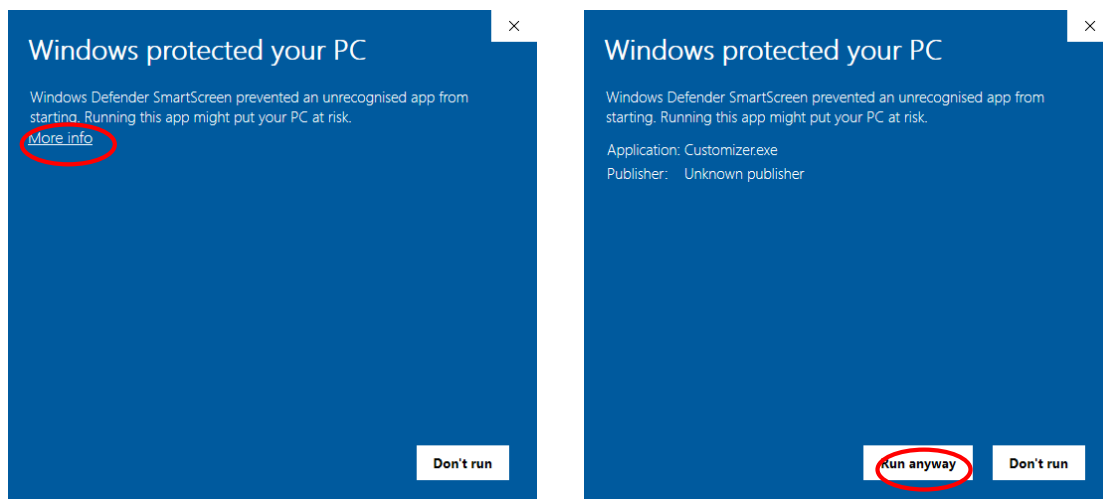 Windows protected your PC
Windows Defender SmartScreen prevented an unrecognised app from
starting. Running this app might put your PC at risk.
More info
Don't run
Windows protected your PC
Windows Defender SmartScreen prevented an unrecognised app from
starting. Running this app might put your PC at risk.
Application: Customizer.exe
Publisher: Unknown publisher
Run anyway Don't run